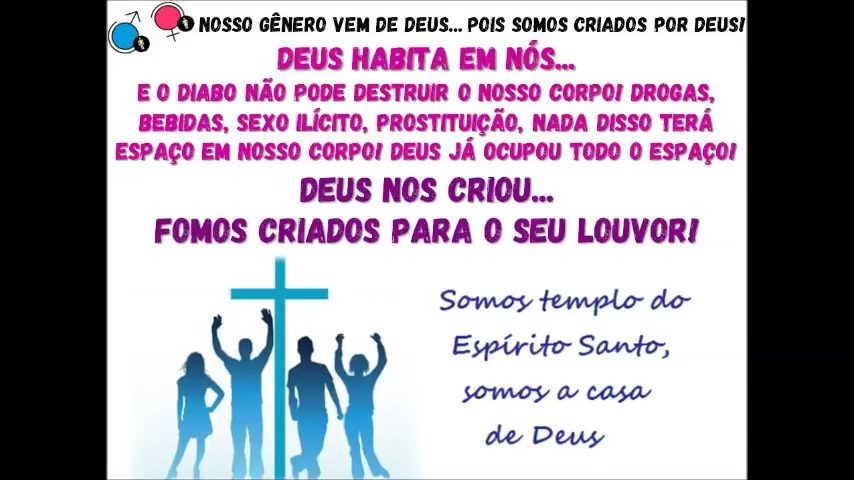 NOSSO GÊNERO VEM DE DEUS... POIS SOMOS CRIADOS POR DEUS!
DEUS HABITA EM NÓS...
E O DIABO NÃO PODE DESTRUIR O NOSSO CORPO! DROGAS,
BEBIDAS, SEXO ILÍCITO, PROSTITUIÇÃO, NADA DISSO TERÁ
ESPAÇO EM NOSSO CORPO! DEUS JÁ OCUPOU TODO O ESPAÇO!
DEUS NOS CRIOU...
FOMOS CRIADOS PARA O SEU LOUVOR!
Somos templo do
Espírito Santo,
somos a casa
de Deus